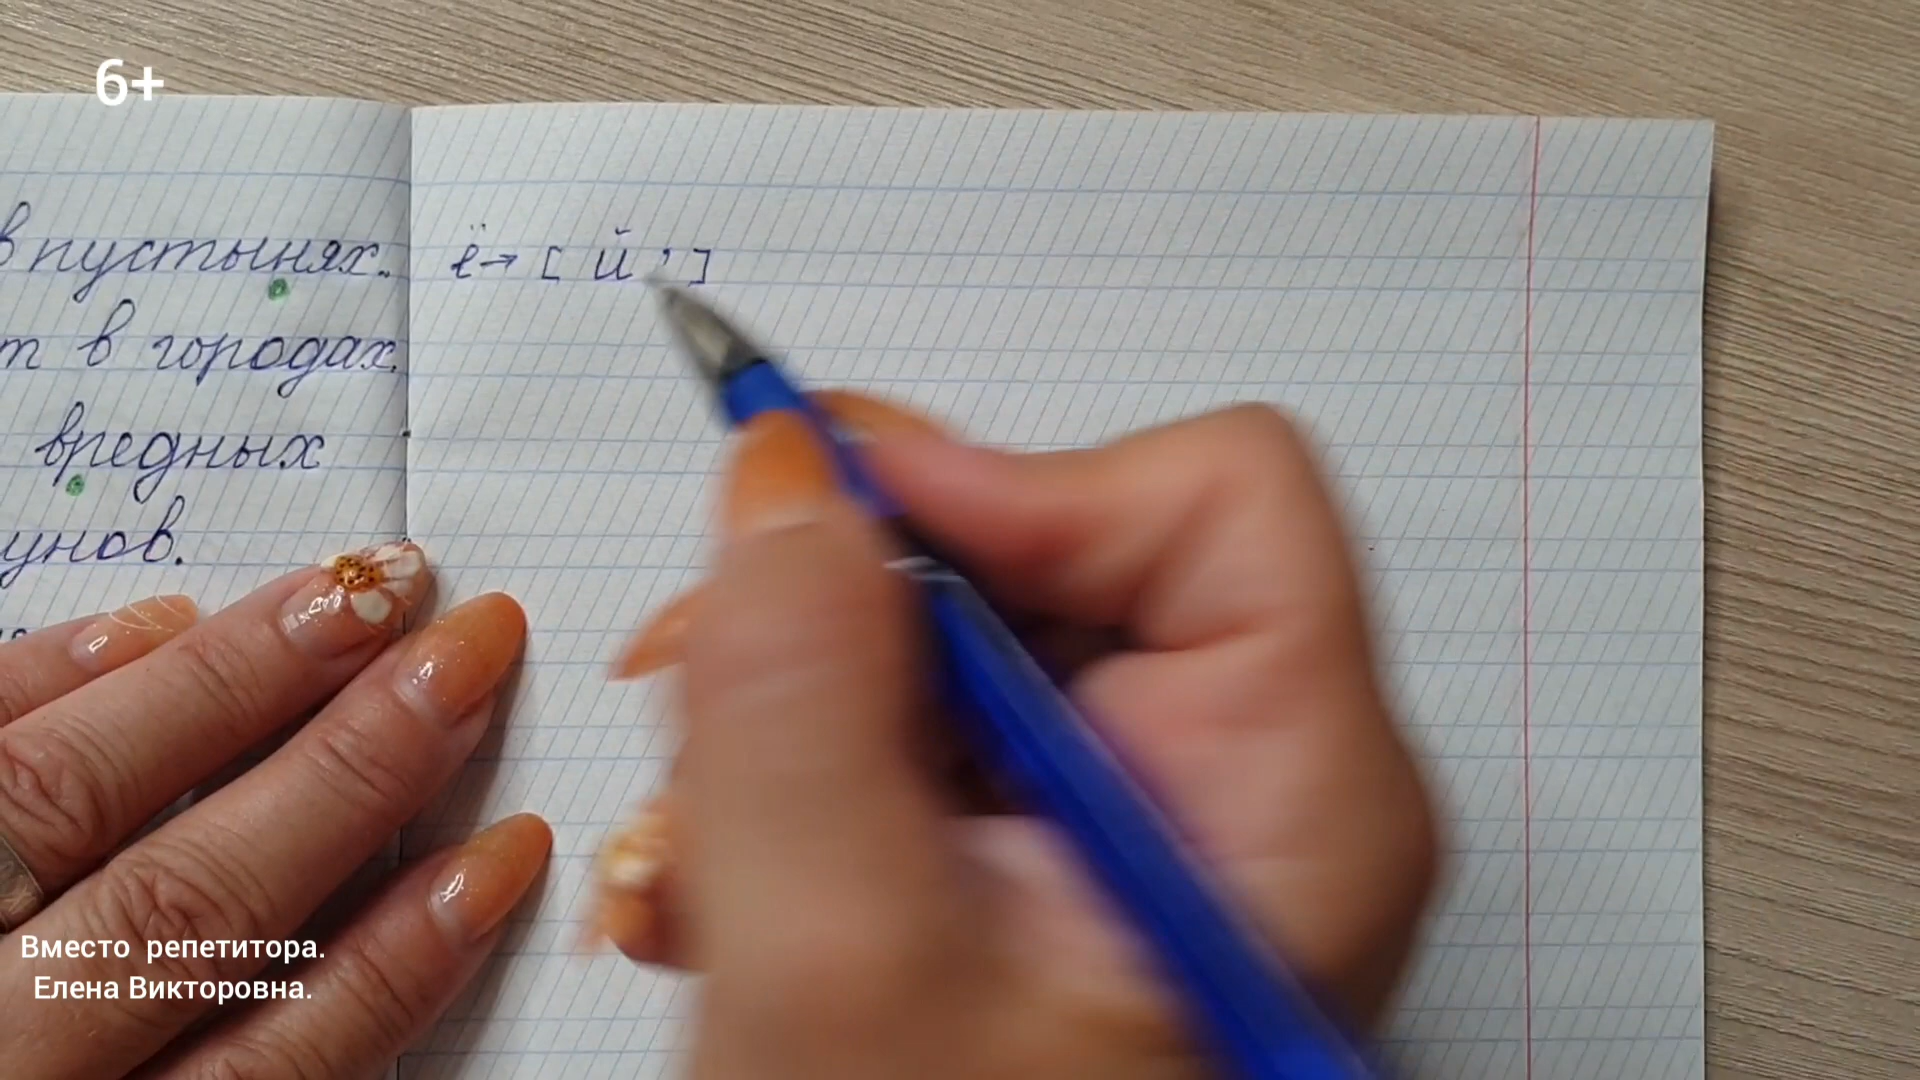 6+
в пустынях.
т в городах.
вредных
унов.
ё→ [ й ' ]
Вместо репетитора.
Елена Викторовна.